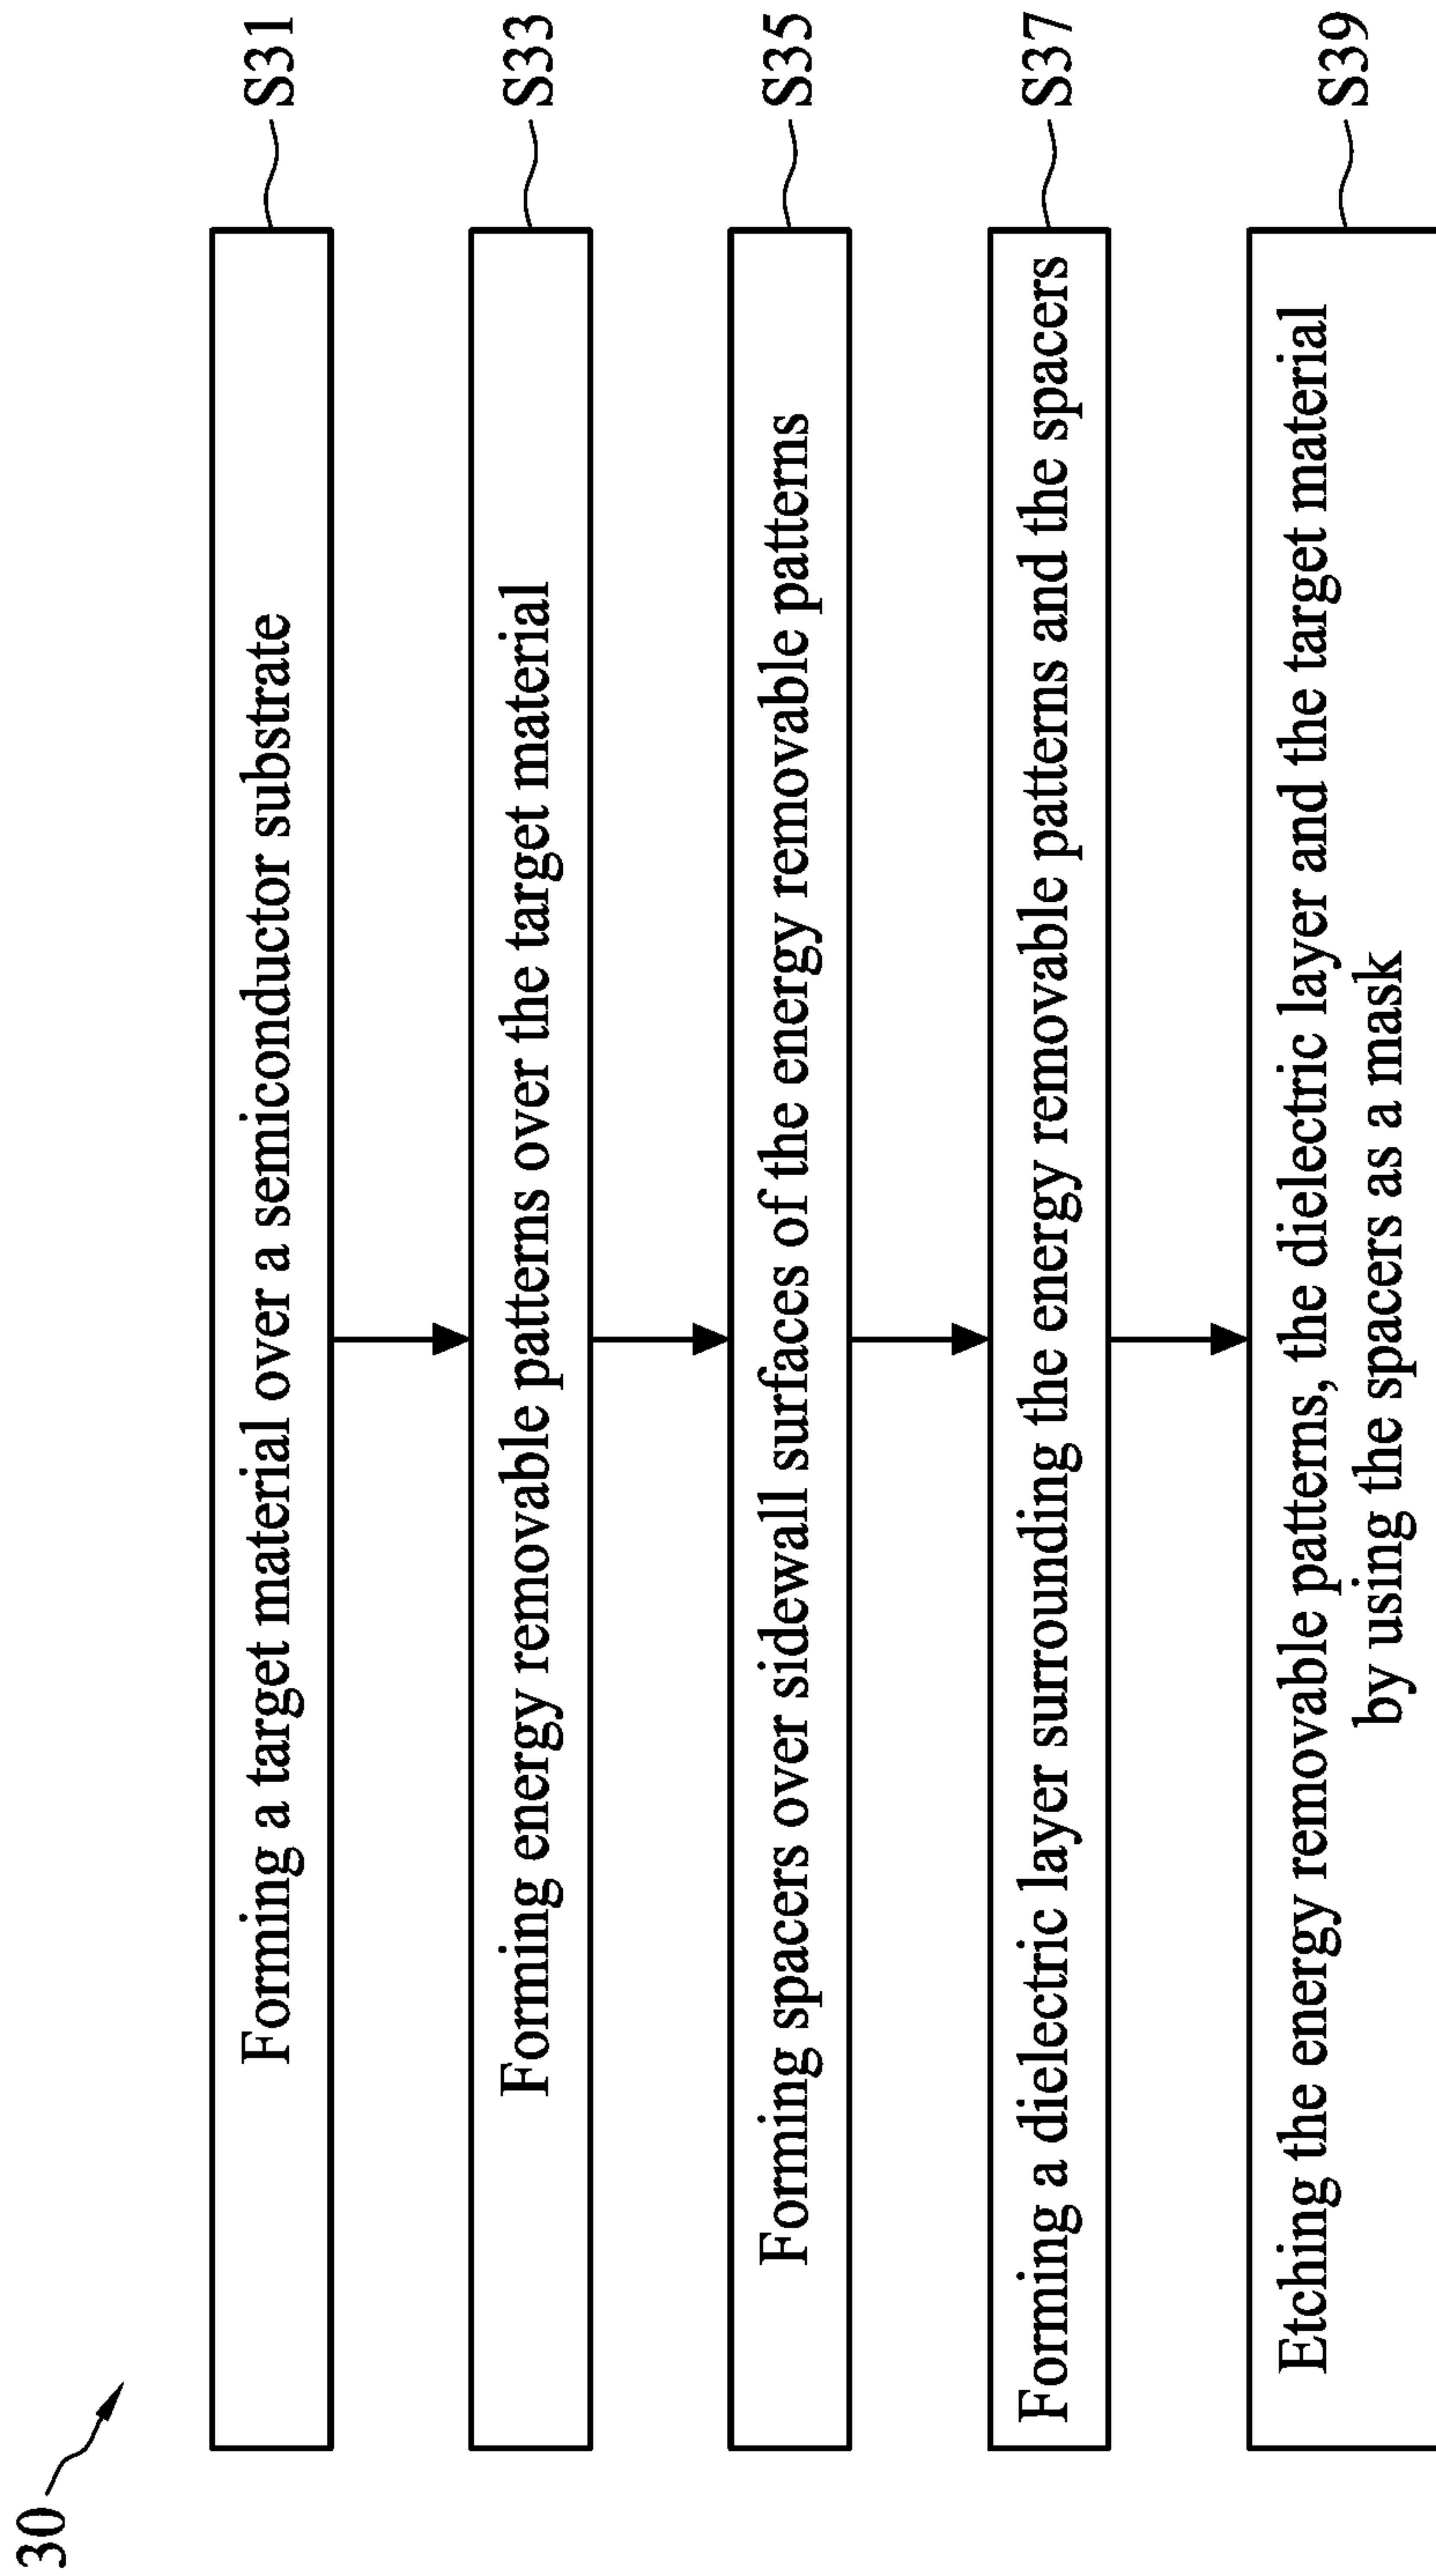 30
Forming a target material over a semiconductor substrate
S31
Forming energy removable patterns over the target material
S33
Forming spacers over sidewall surfaces of the energy removable patterns
S35
Forming a dielectric layer surrounding the energy removable patterns and the spacers
S37
Etching the energy removable patterns, the dielectric layer and the target material
by using the spacers as a mask
S39